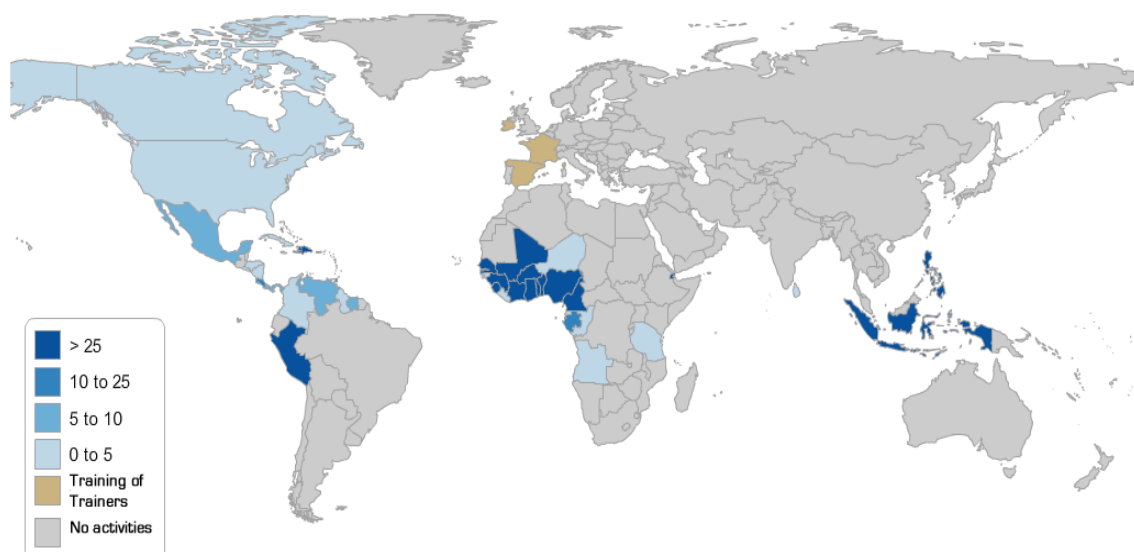 > 25
10 to 25
5 to 10
0 to 5
Training of
Trainers
No activities